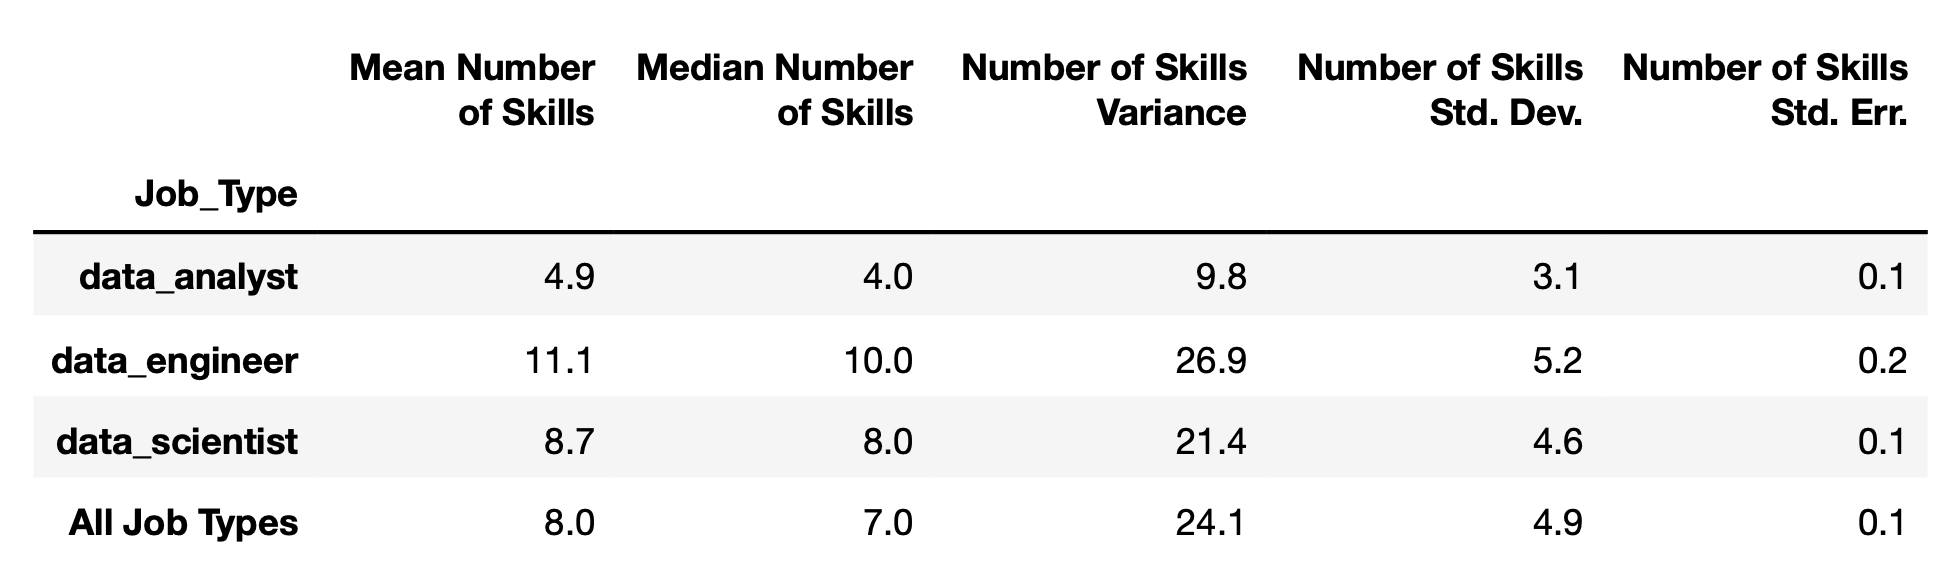 Mean Number Median Number Number of Skills Number of Skills Number of Skills
of Skills of Skills Variance Std. Dev. Std. Err.
Job_Type
data_analyst 4.9 4.0 9.8 3.1 0.1
data_engineer 11.1 10.0 26.9 5.2 0.2
data_scientist 8.7 8.0 21.4 4.6 0.1
All Job Types 8.0 7.0 24.1 4.9 0.1